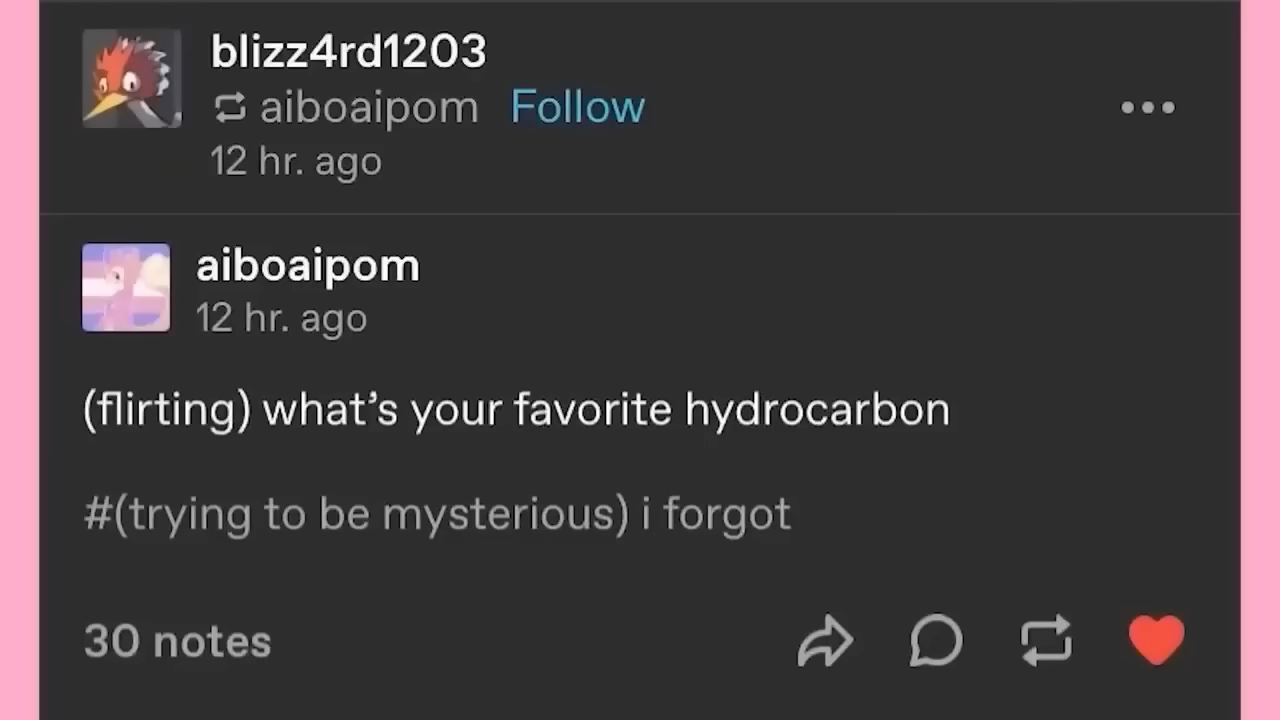 blizz4rd1203
aiboaipom Follow
12 hr. ago
aiboaipom
12 hr. ago
(flirting) what’s your favorite hydrocarbon
#(trying to be mysterious) i forgot
30 notes